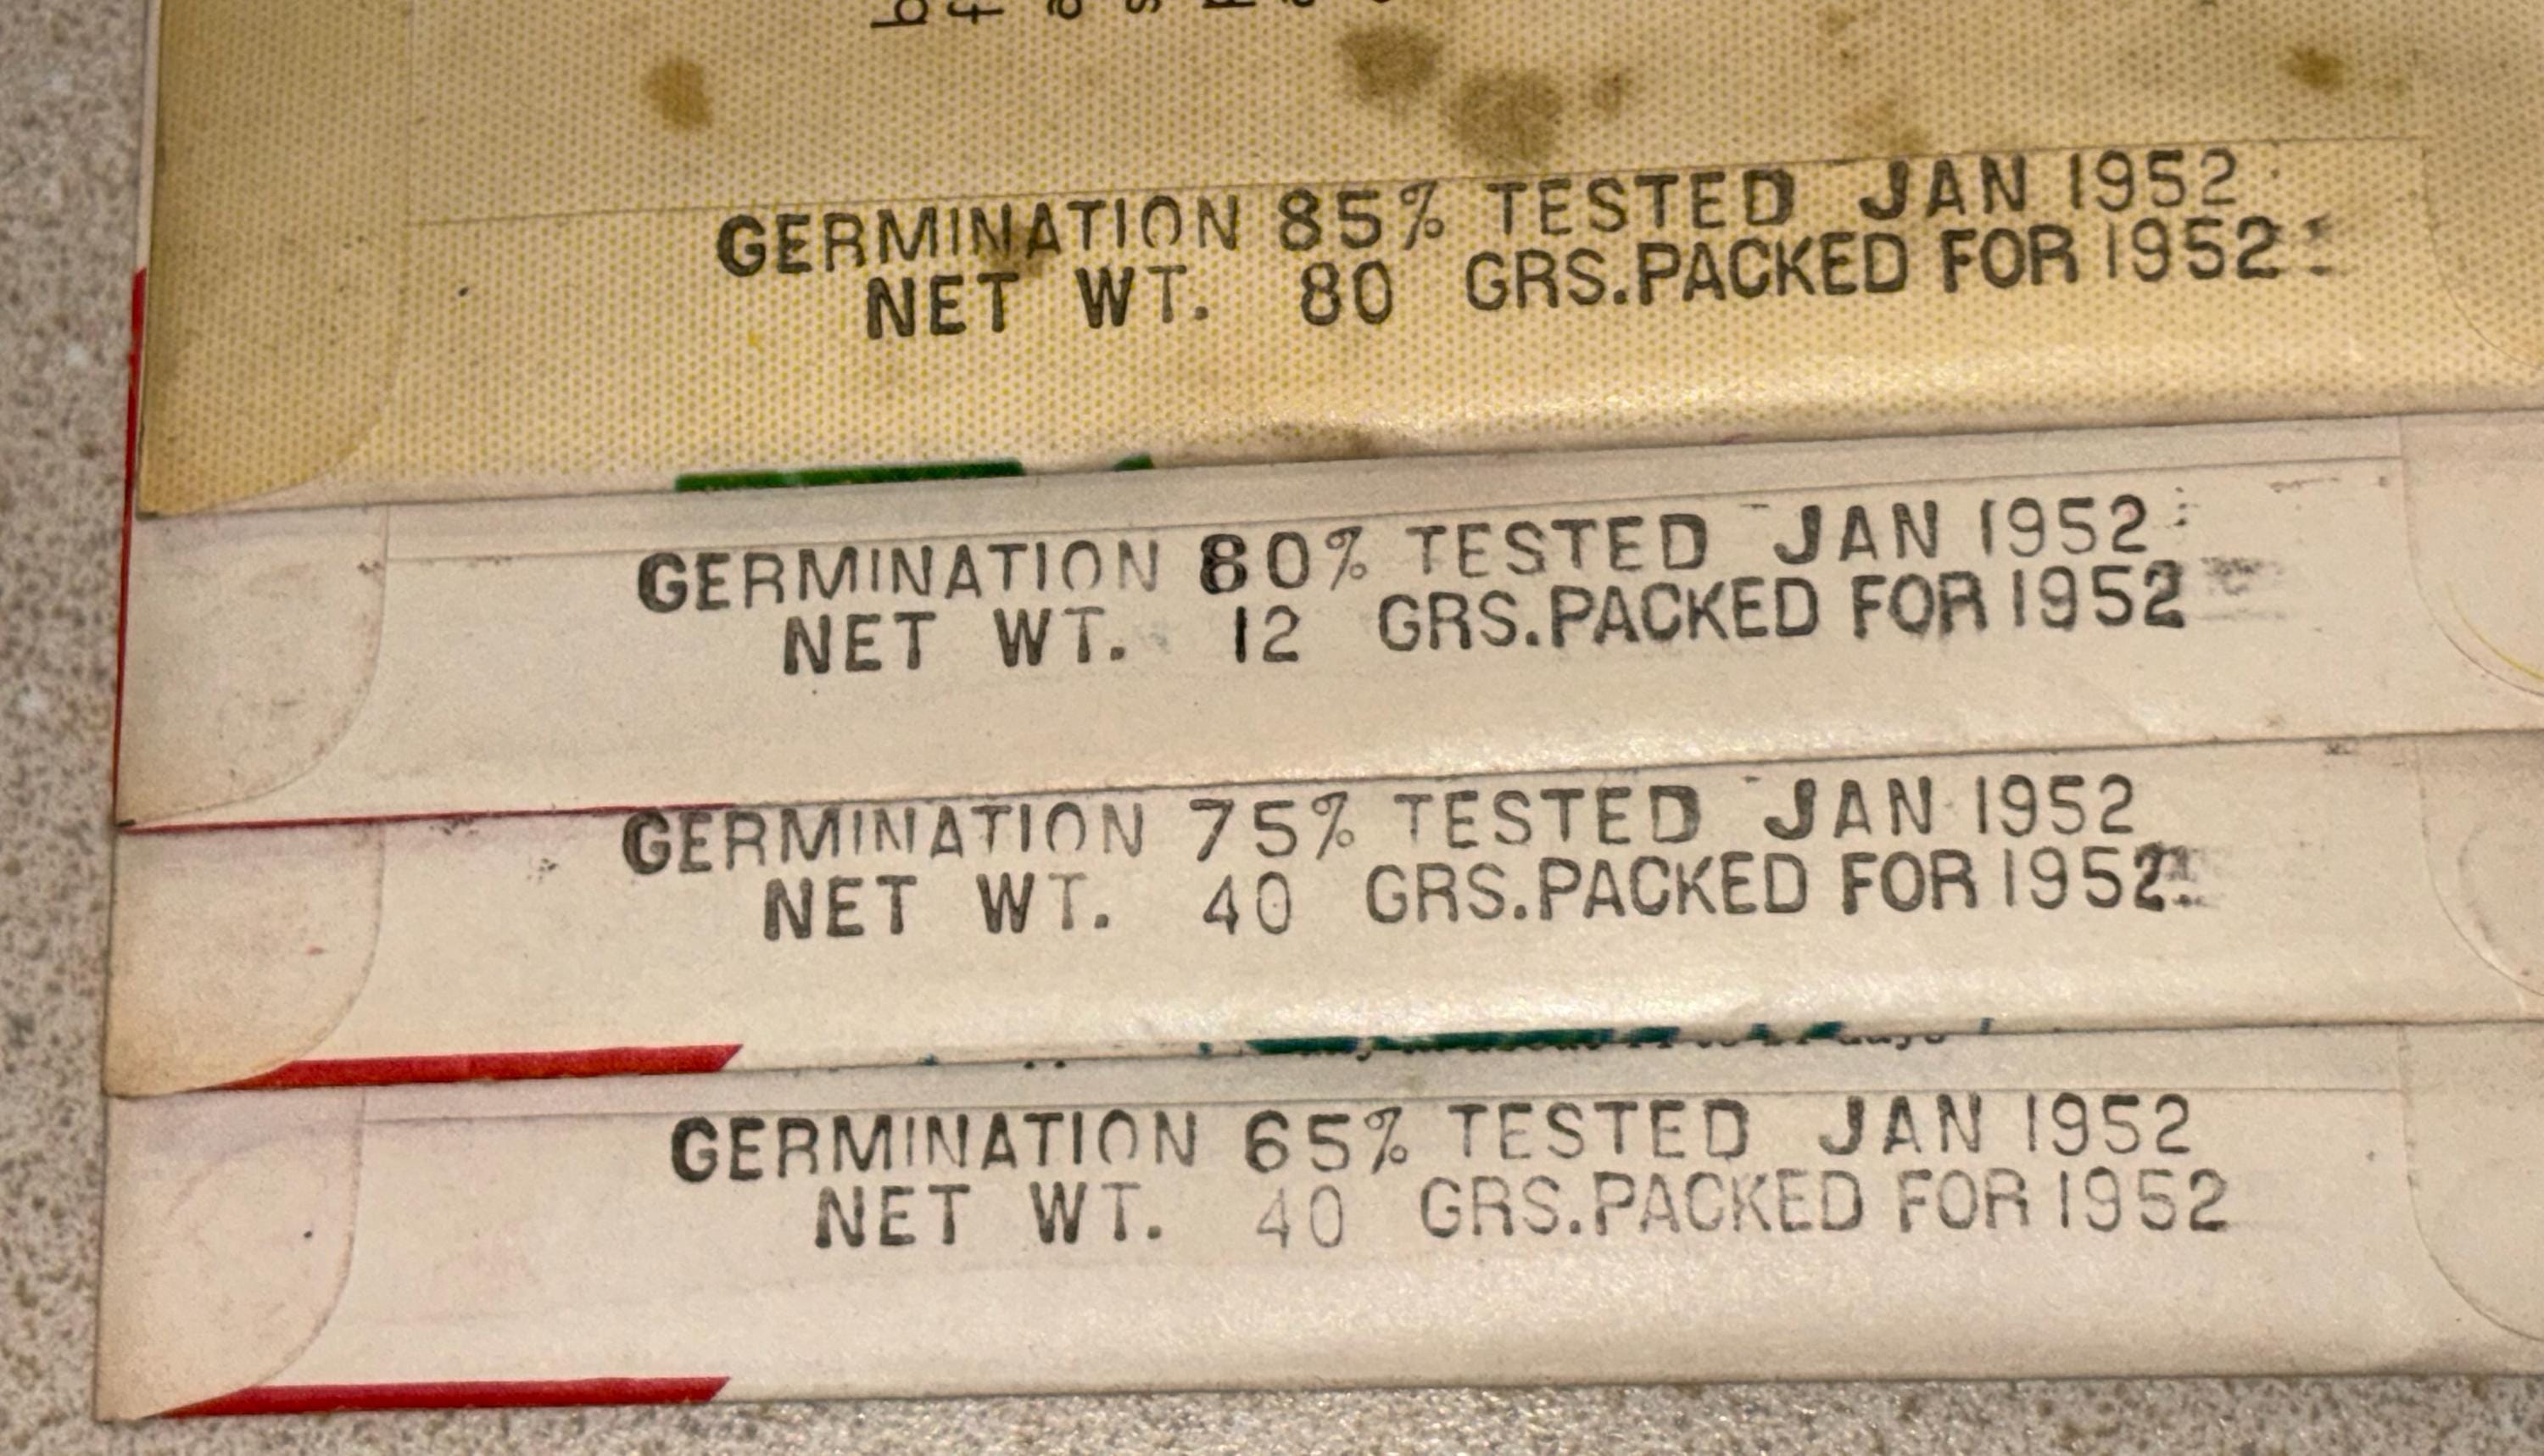 GERMINATION 85% TESTED JAN 1952
NET WT. 80 GRS.PACKED FOR 1952
GERMINATION 80% TESTED JAN 1952
NET WT. 12 GRS.PACKED FOR 1952
GERMINATION 75% TESTED JAN 1952
NET WT. 40 GRS.PACKED FOR 1952
days
GERMINATION 65% TESTED JAN 1952
NET WT. 40 GRS.PACKED FOR 1952